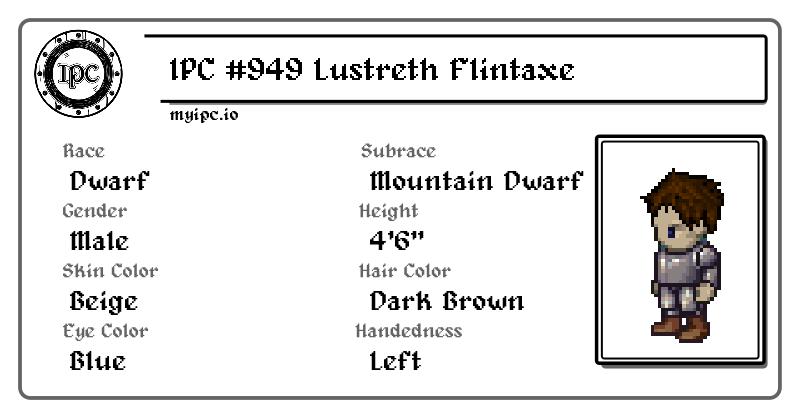 IPC
IPC #949 Lustreth Flintaxe
myipc.io
Race
Dwarf
Subrace
Mountain Dwarf
Gender
Male
Height
4'6"
Skin Color
Beige
Hair Color
Dark Brown
Eye Color
Blue
Handedness
Left